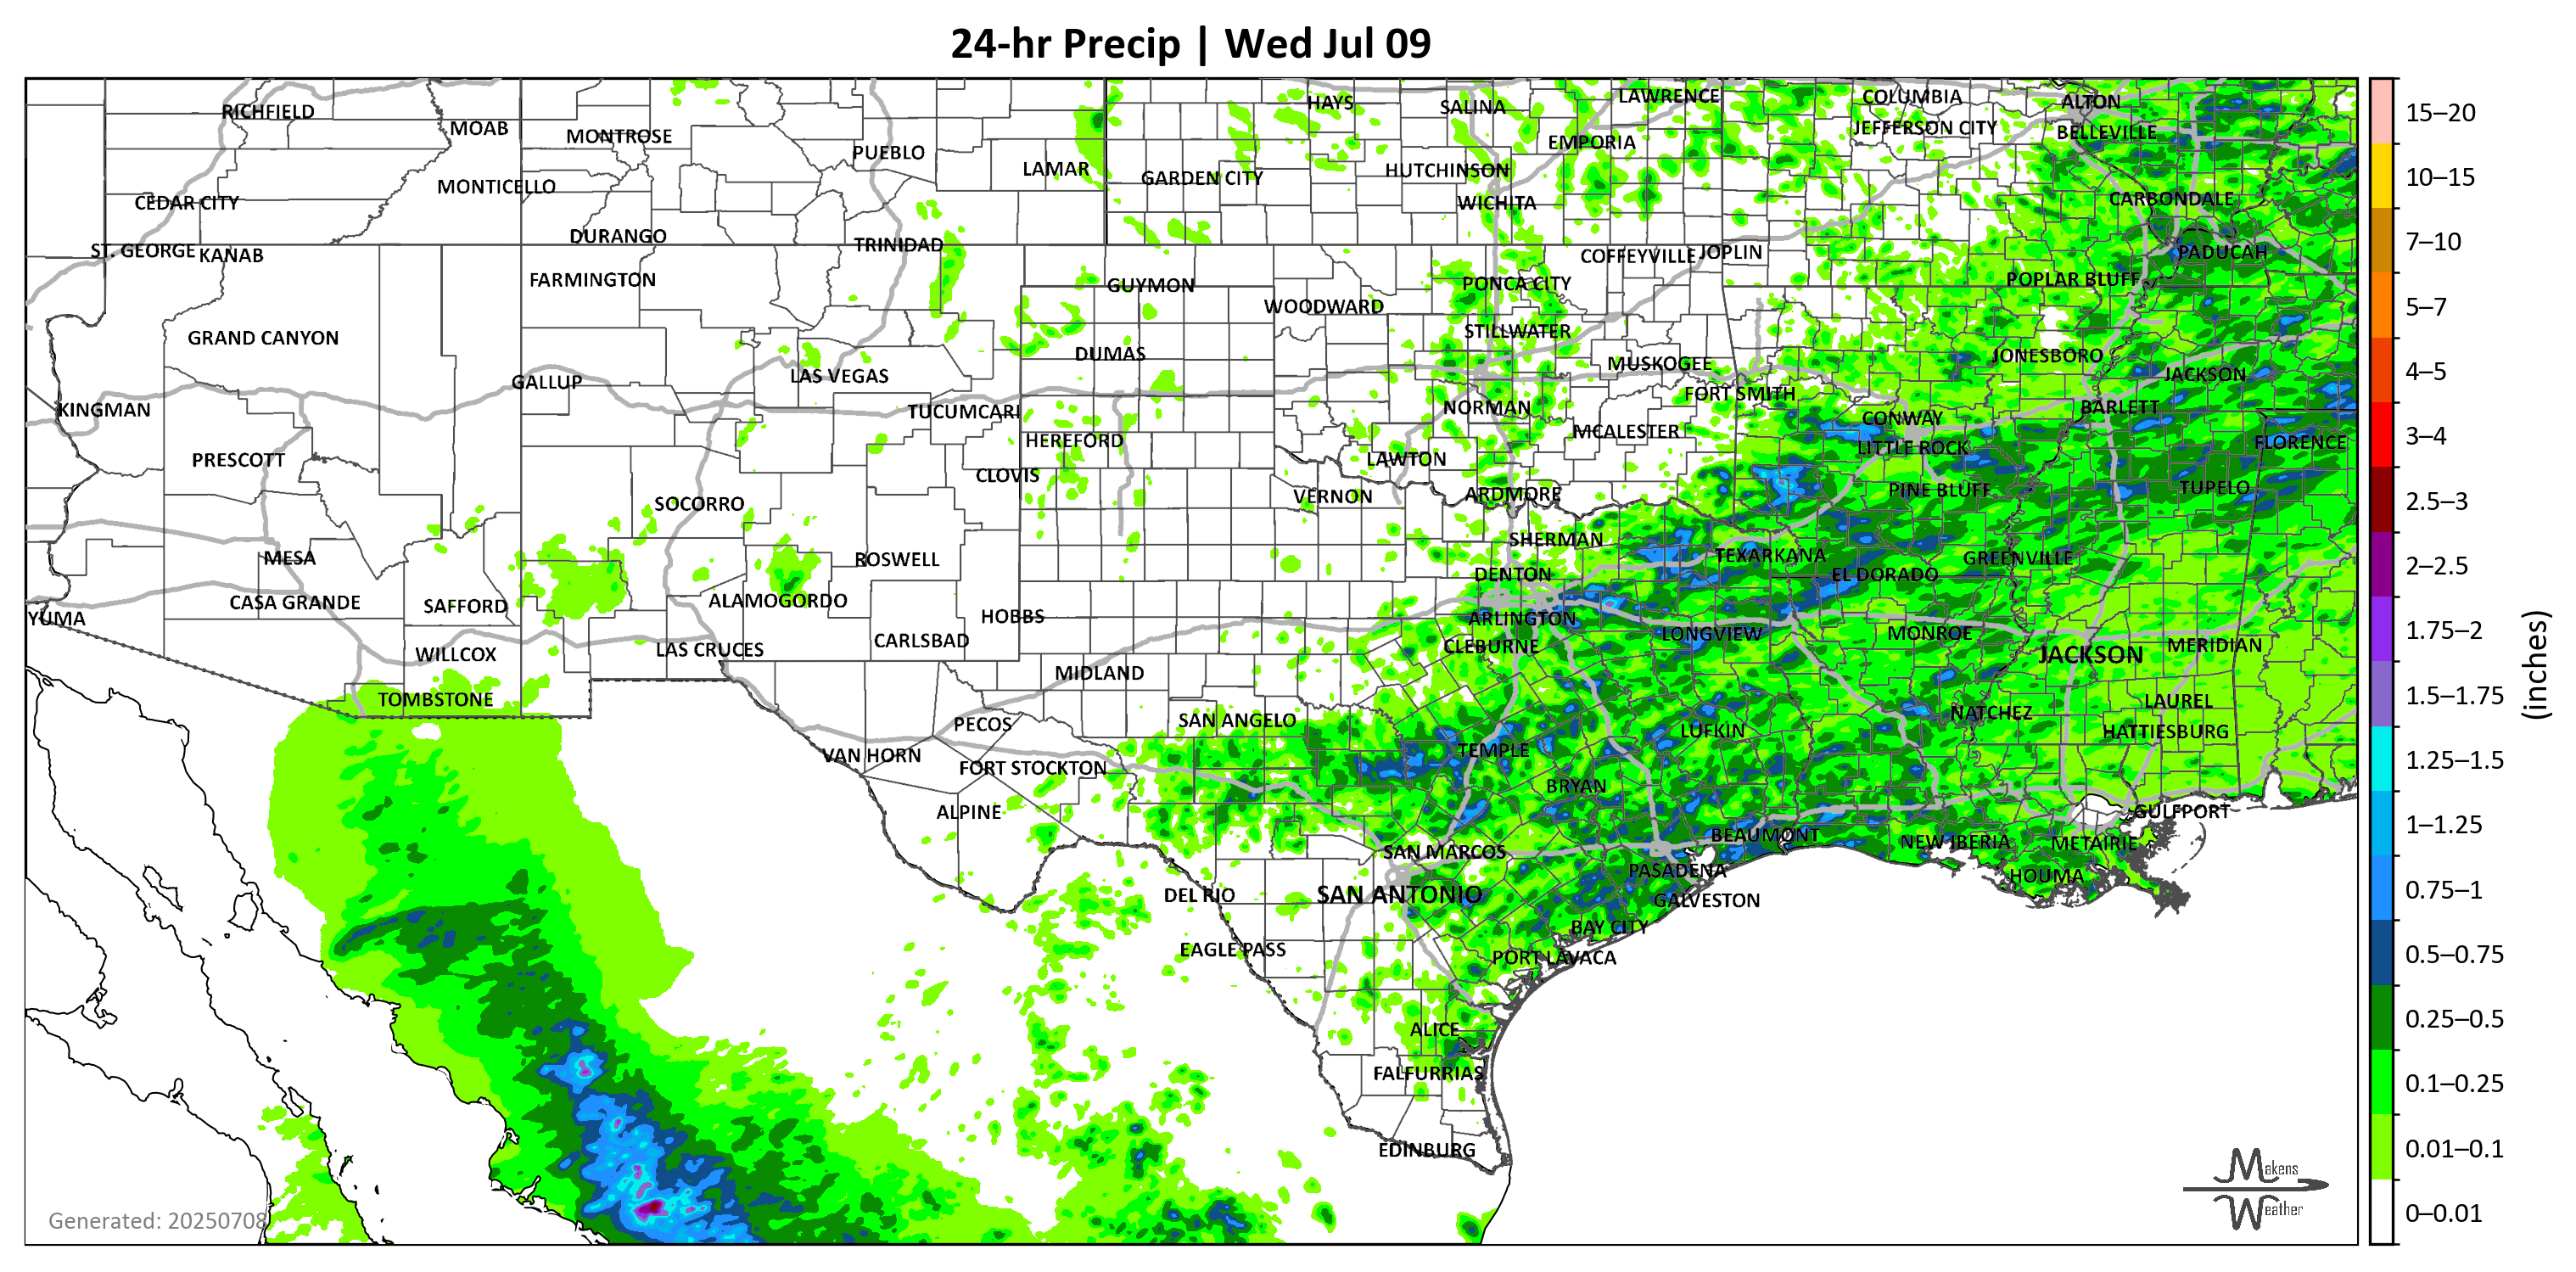 24-hr Precip | Wed Jul 09
RICHFIELD
MOAB
MONTROSE
PUEBLO
LAMAR
GARDEN CITY
HAYS
SALINA
LAWRENCE
EMPORIA
HUTCHINSON
WICHITA
COLUMBIA
JEFFERSON CITY
ALTON
BELLEVILLE
CARBONDALE
CEDAR CITY
MONTICELLO
ST. GEORGE
KANAB
DURANGO
TRINIDAD
COFFEYVILLE
JOPLIN
PADUCAH
FARMINGTON
GUYMON
WOODWARD
PONCA CITY
POPLAR BLUFF
GRAND CANYON
STILLWATER
DUMAS
MUSKOGEE
JONESBORO
JACKSON
GALLUP
LAS VEGAS
FORT SMITH
KINGMAN
TUCUMCARI
NORMAN
CONWAY
BARLETT
HEREFORD
MCALESTER
LITTLE ROCK
FLORENCE
PRESCOTT
CLOVIS
LAWTON
SOCORRO
VERNON
ARDMORE
PINE BLUFF
TUPELO
MESA
ROSWELL
SHERMAN
TEXARKANA
GREENVILLE
DENTON
EL DORADO
CASA GRANDE
SAFFORD
ALAMOGORDO
HOBBS
ARLINGTON
YUMA
WILLCOX
LAS CRUCES
CARLSBAD
CLEBURNE
LONGVIEW
MONROE
JACKSON
MERIDIAN
MIDLAND
TOMBSTONE
PECOS
SAN ANGELO
NATCHEZ
LAUREL
VAN HORN
FORT STOCKTON
TEMPLE
LUFKIN
HATTIESBURG
ALPINE
BRYAN
GULFPORT
SAN MARCOS
BEAUMONT
NEW IBERIA
METAIRIE
DEL RIO
SAN ANTONIO
PASADENA
GALVESTON
HOUMA
EAGLE PASS
BAY CITY
PORT LAVACA
ALICE
FALFURRIAS
EDINBURG
Generated: 20250708
Makens
Weather
15–20
10–15
7–10
5–7
4–5
3–4
2.5–3
2–2.5
1.75–2
1.5–1.75
1.25–1.5
1–1.25
0.75–1
0.5–0.75
0.25–0.5
0.1–0.25
0.01–0.1
0–0.01
(inches)